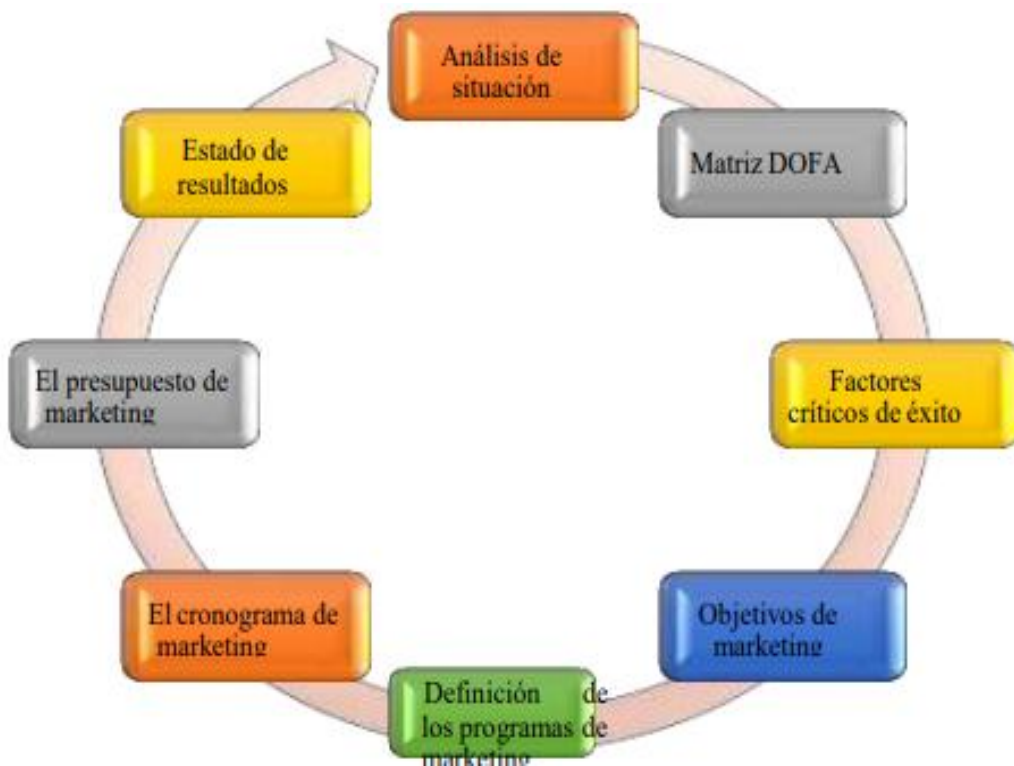 Análisis de
situación
Matriz DOFA
Factores
críticos de éxito
Objetivos de
marketing
Definición de
los programas de
marketing
El cronograma de
marketing
El presupuesto de
marketing
Estado de
resultados